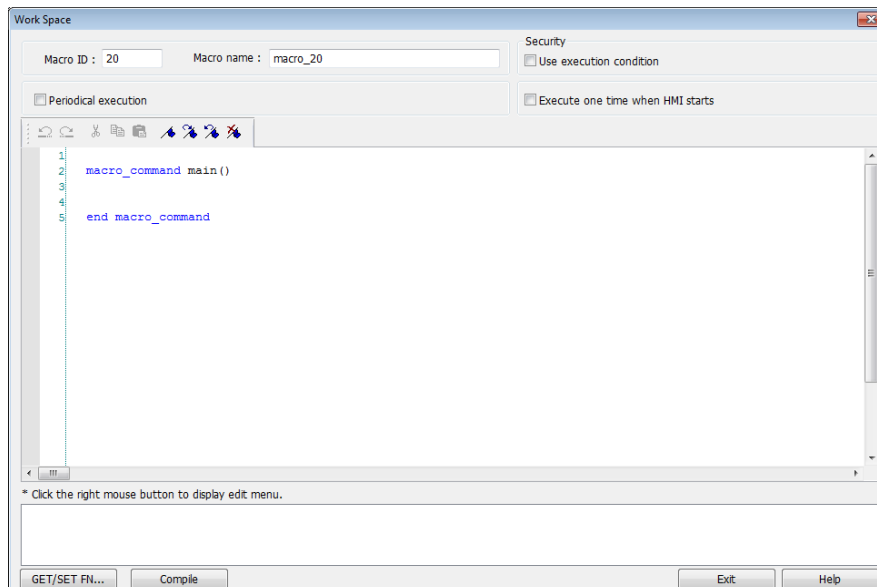 Work Space
Security
Macro ID : 20 Macro name : macro_20
Use execution condition
Periodical execution
Execute one time when HMI starts
1
2 macro_command main()
3
4
5 end macro_command
* Click the right mouse button to display edit menu.
GET/SET FN... Compile Exit Help